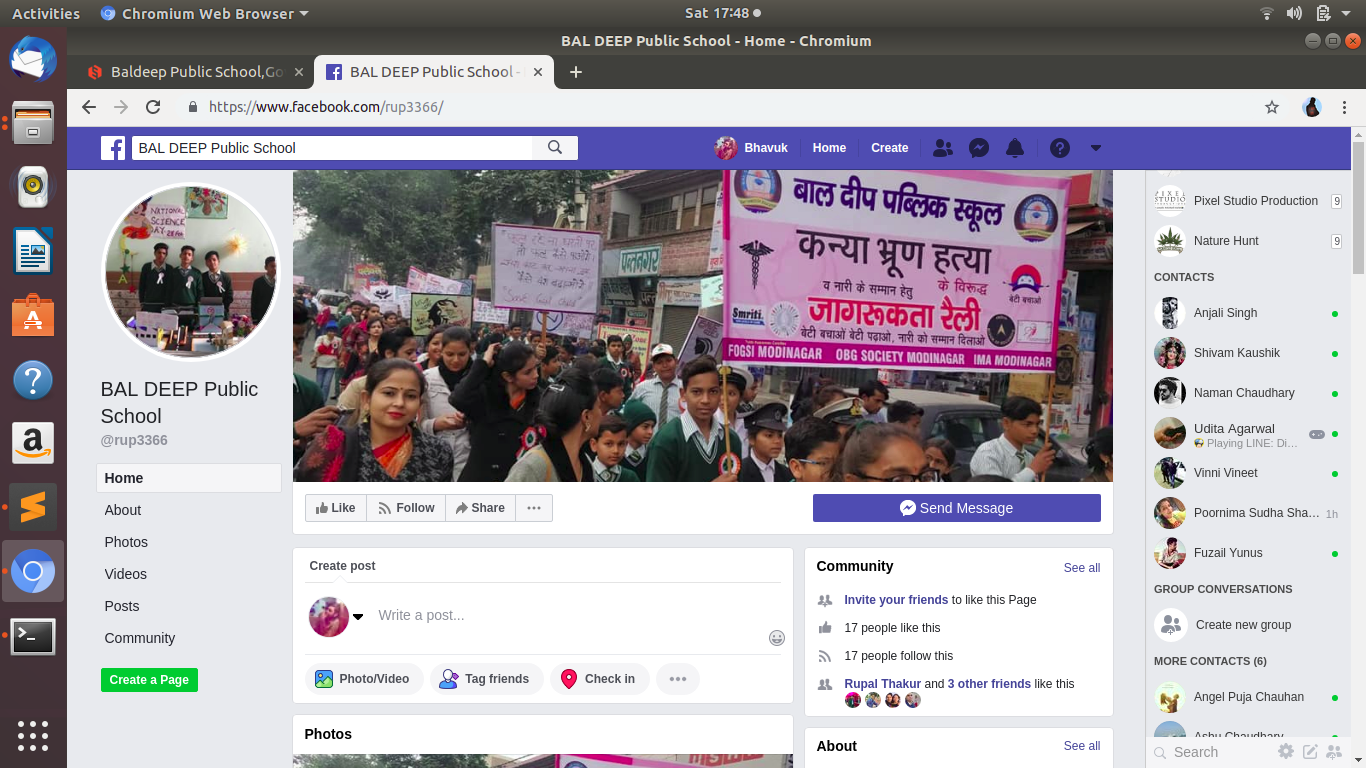 Activities
Chromium Web Browser
Sat 17:48
BAL DEEP Public School - Home - Chromium
Baldeep Public School,Go
BAL DEEP Public School -
https://www.facebook.com/rup3366/
BAL DEEP Public School
Bhavuk
Home
Create
NATIONAL
SCIENCE
DAY
BAL DEEP Public
School
@rup3366
Home
About
Photos
Videos
Posts
Community
Create a Page
बाल दीप पब्लिक स्कूल
कन्या भ्रूण हत्या
व नारी के सम्मान हेतु
के विरूद्ध
जागरूकता रैली
बेटी बचाओ
Smriti.
बेटी बचाओं बेटी पढ़ाओ, नारी को सम्मान दिलाओ
FOGSI MODINAGAR OBG SOCIETY MODINAGAR IMA MODINAGAR
Save Girl Child
Like
Follow
Share
Send Message
Create post
Write a post...
Photo/Video
Tag friends
Check in
Photos
Community
See all
Invite your friends to like this Page
17 people like this
17 people follow this
Rupal Thakur and 3 other friends like this
About
See all
PIXEL
STUDIO
Pixel Studio Production
9
Nature Hunt
9
CONTACTS
Anjali Singh
Shivam Kaushik
Naman Chaudhary
Udita Agarwal
Playing LINE: Di…
Vinni Vineet
Poornima Sudha Sha…
1h
Fuzail Yunus
GROUP CONVERSATIONS
Create new group
MORE CONTACTS (6)
Angel Puja Chauhan
Ashu Chaudhary
Search